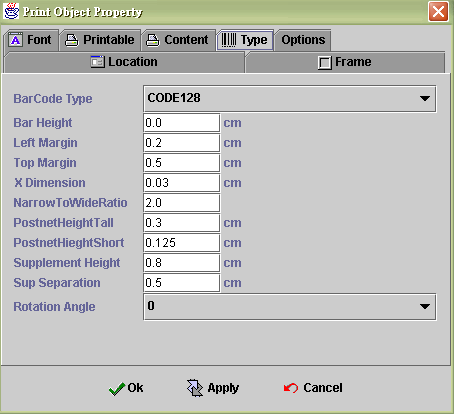 Print Object Property
Font Printable Content Type Options
Location Frame
BarCode Type CODE128
Bar Height 0.0 cm
Left Margin 0.2 cm
Top Margin 0.5 cm
X Dimension 0.03 cm
NarrowToWideRatio 2.0
PostnetHeightTall 0.3 cm
PostnetHieghtShort 0.125 cm
Supplement Height 0.8 cm
Sup Separation 0.5 cm
Rotation Angle 0
Ok Apply Cancel